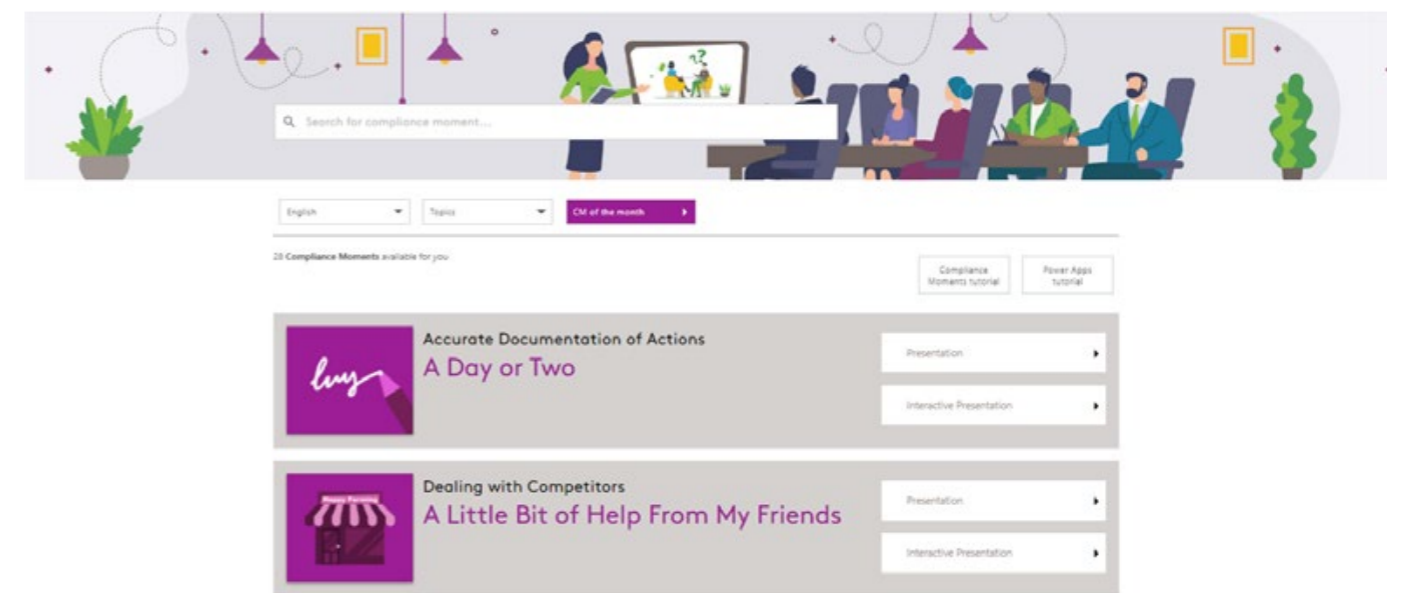 ?
Search for compliance moment...
English
Topics
CM of the month
28 Compliance Moments available for you
Compliance
Moments tutorial
Power Apps
tutorial
Accurate Documentation of Actions
A Day or Two
Presentation
Interactive Presentation
Happy Farming
Dealing with Competitors
A Little Bit of Help From My Friends
Presentation
Interactive Presentation